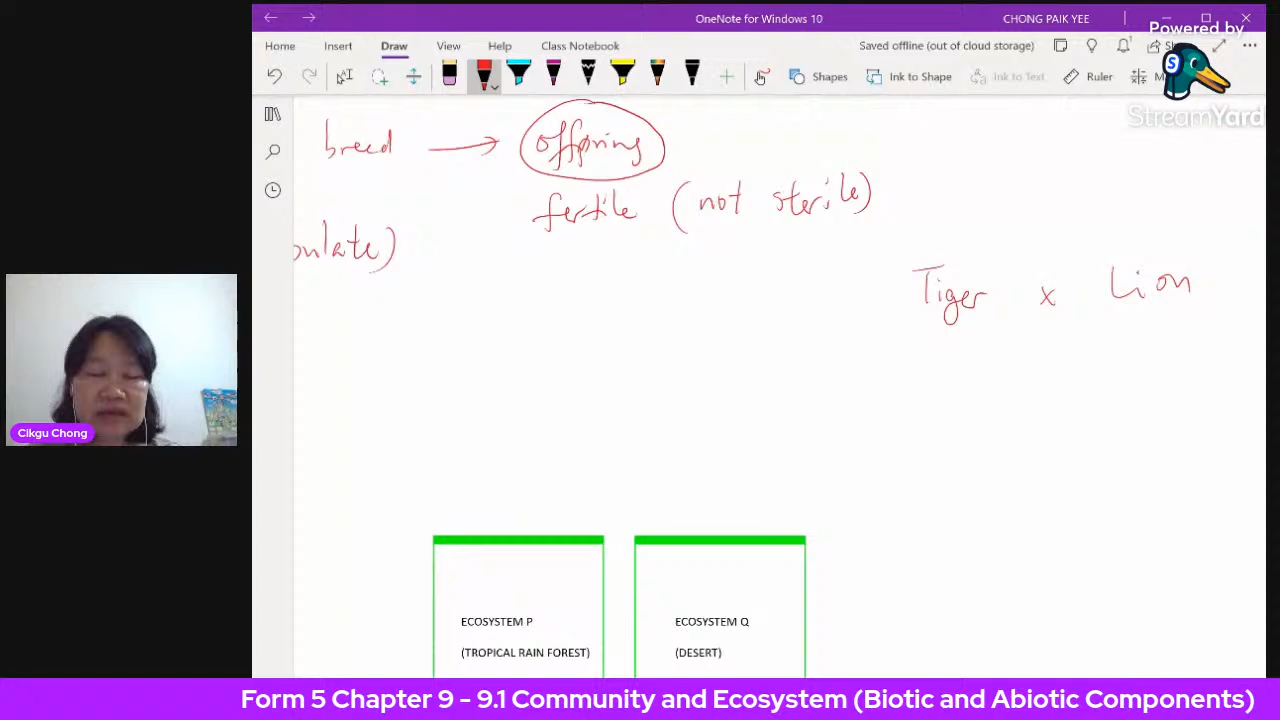 OneNote for Windows 10
CHONG PAIK YEE
Powered by
StreamYard
Home Insert Draw View Help Class Notebook
Saved offline (out of cloud storage)
Shapes Ink to Shape Ink to Text Ruler
breed → offspring
fertile (not sterile)
Tiger x Lion
Cikgu Chong
ECOSYSTEM P
(TROPICAL RAIN FOREST)
ECOSYSTEM Q
(DESERT)
Form 5 Chapter 9 - 9.1 Community and Ecosystem (Biotic and Abiotic Components)